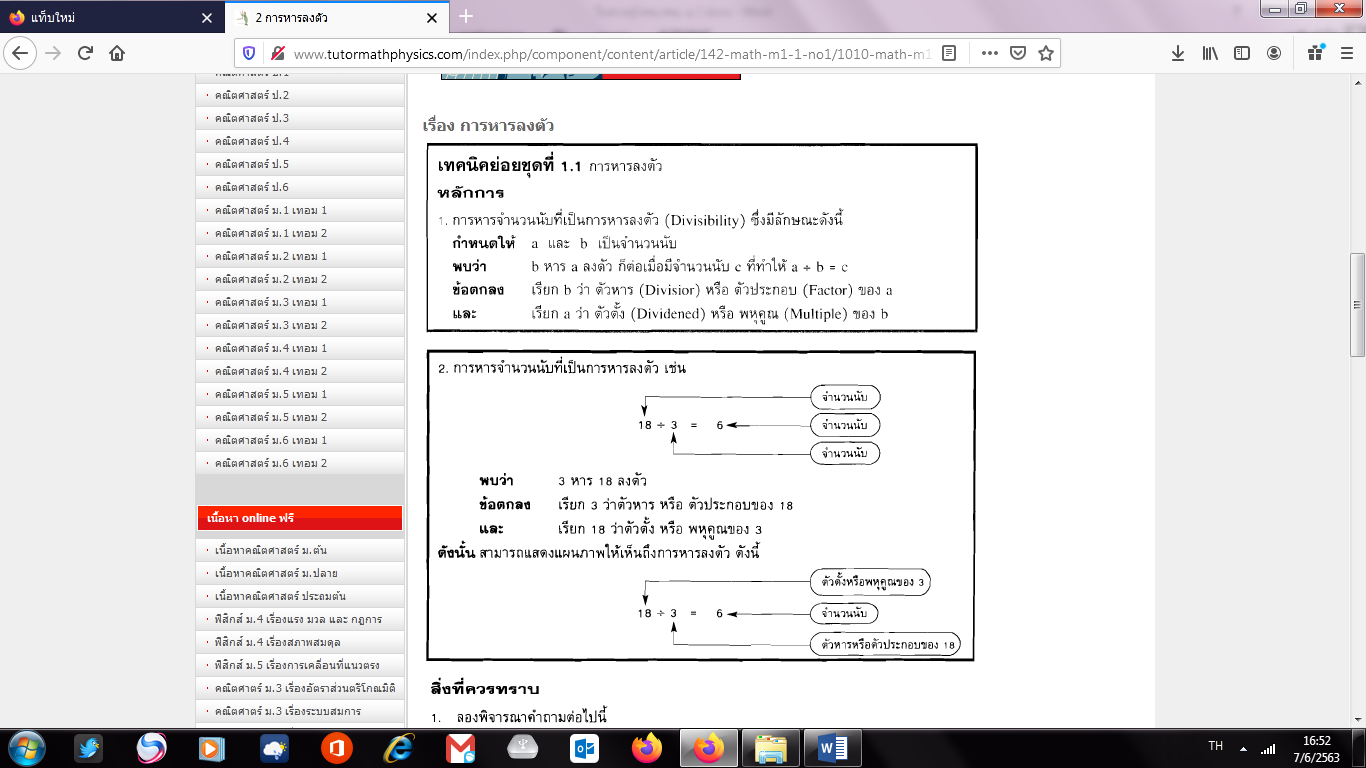 แท็บใหม่
2 การหารลงตัว
www.tutormathphysics.com/index.php/component/content/article/142-math-m1-1-no1/1010-math-m1
คณิตศาสตร์ ป.2
คณิตศาสตร์ ป.3
คณิตศาสตร์ ป.4
คณิตศาสตร์ ป.5
คณิตศาสตร์ ป.6
คณิตศาสตร์ ม.1 เทอม 1
คณิตศาสตร์ ม.1 เทอม 2
คณิตศาสตร์ ม.2 เทอม 1
คณิตศาสตร์ ม.2 เทอม 2
คณิตศาสตร์ ม.3 เทอม 1
คณิตศาสตร์ ม.3 เทอม 2
คณิตศาสตร์ ม.4 เทอม 1
คณิตศาสตร์ ม.4 เทอม 2
คณิตศาสตร์ ม.5 เทอม 1
คณิตศาสตร์ ม.5 เทอม 2
คณิตศาสตร์ ม.6 เทอม 1
คณิตศาสตร์ ม.6 เทอม 2
เนื้อหา online ฟรี
เนื้อหาคณิตศาสตร์ ม.ต้น
เนื้อหาคณิตศาสตร์ ม.ปลาย
เนื้อหาคณิตศาสตร์ ประถมต้น
ฟิสิกส์ ม.4 เรื่องแรง มวล และ กฎการ
ฟิสิกส์ ม.4 เรื่องสภาพสมดุล
ฟิสิกส์ ม.5 เรื่องการเคลื่อนที่แนวตรง
คณิตศาตร์ ม.3 เรื่องอัตราส่วนตรีโกณมิติ
คณิตศาตร์ ม.3 เรื่องระบบสมการ
เรื่อง การหารลงตัว
เทคนิคย่อยชุดที่ 1.1 การหารลงตัว
หลักการ
1. การหารจำนวนนับที่เป็นการหารลงตัว (Divisibility) ซึ่งมีลักษณะดังนี้
กำหนดให้ a และ b เป็นจำนวนนับ
พบว่า b หาร a ลงตัว ก็ต่อเมื่อมีจำนวนนับ c ที่ทำให้ a ÷ b = c
ข้อตกลง เรียก b ว่า ตัวหาร (Divisior) หรือ ตัวประกอบ (Factor) ของ a
และ เรียก a ว่า ตัวตั้ง (Dividened) หรือ พหุคูณ (Multiple) ของ b
2. การหารจำนวนนับที่เป็นการหารลงตัว เช่น
จำนวนนับ
18 ÷ 3 = 6 จำนวนนับ
จำนวนนับ
พบว่า 3 หาร 18 ลงตัว
ข้อตกลง เรียก 3 ว่าตัวหาร หรือ ตัวประกอบของ 18
และ เรียก 18 ว่าตัวตั้ง หรือ พหุคูณของ 3
ดังนั้น สามารถแสดงแผนภาพให้เห็นถึงการหารลงตัว ดังนี้
ตัวตั้งหรือพหุคูณของ 3
18 ÷ 3 = 6 จำนวนนับ
ตัวหารหรือตัวประกอบของ 18
สิ่งที่ควรทราบ
1. ลองพิจารณาคำถามต่อไปนี้
TH
16:52
7/6/2563